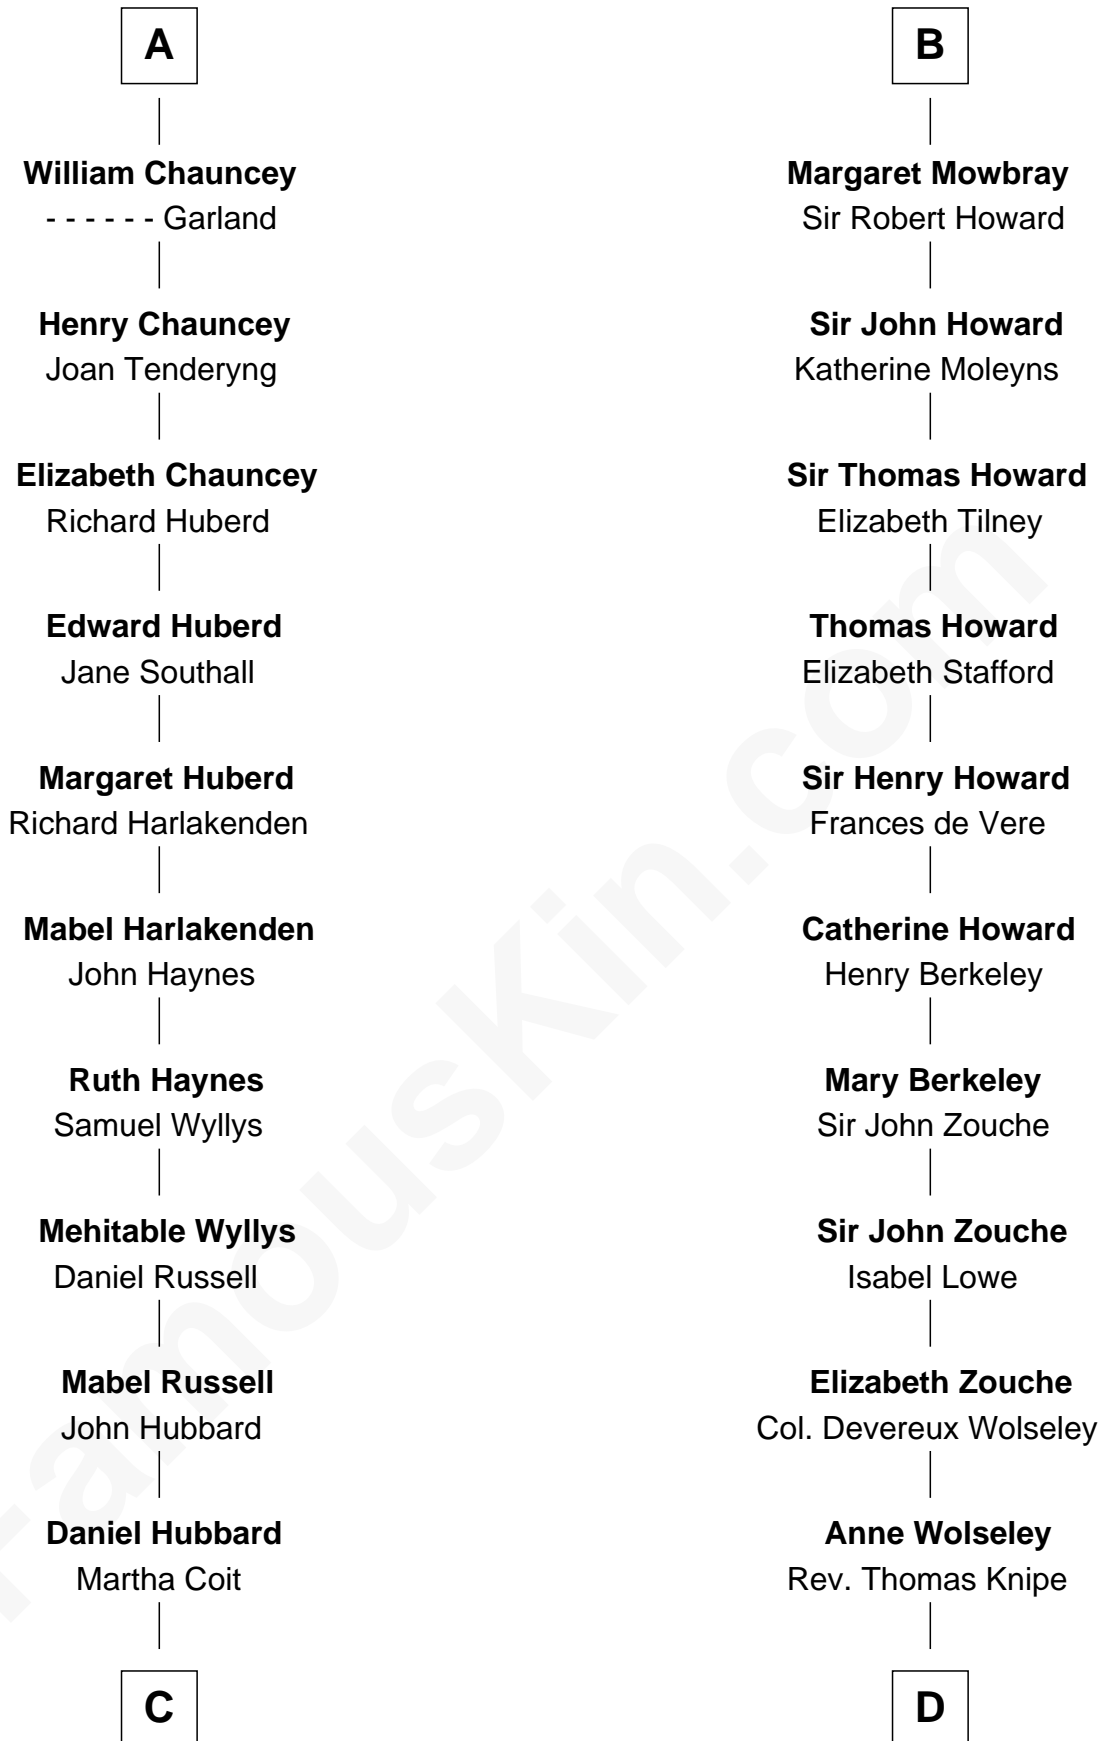 A
William Chauncey
- - - - - - Garland
Henry Chauncey
Joan Tenderyng
Elizabeth Chauncey
Richard Huberd
Edward Huberd
Jane Southall
Margaret Huberd
Richard Harlakenden
Mabel Harlakenden
John Haynes
Ruth Haynes
Samuel Wyllys
Mehitable Wyllys
Daniel Russell
Mabel Russell
John Hubbard
Daniel Hubbard
Martha Coit
C
B
Margaret Mowbray
Sir Robert Howard
Sir John Howard
Katherine Moleyns
Sir Thomas Howard
Elizabeth Tilney
Thomas Howard
Elizabeth Stafford
Sir Henry Howard
Frances de Vere
Catherine Howard
Henry Berkeley
Mary Berkeley
Sir John Zouche
Sir John Zouche
Isabel Lowe
Elizabeth Zouche
Col. Devereux Wolseley
Anne Wolseley
Rev. Thomas Knipe
D
FamousKin.com